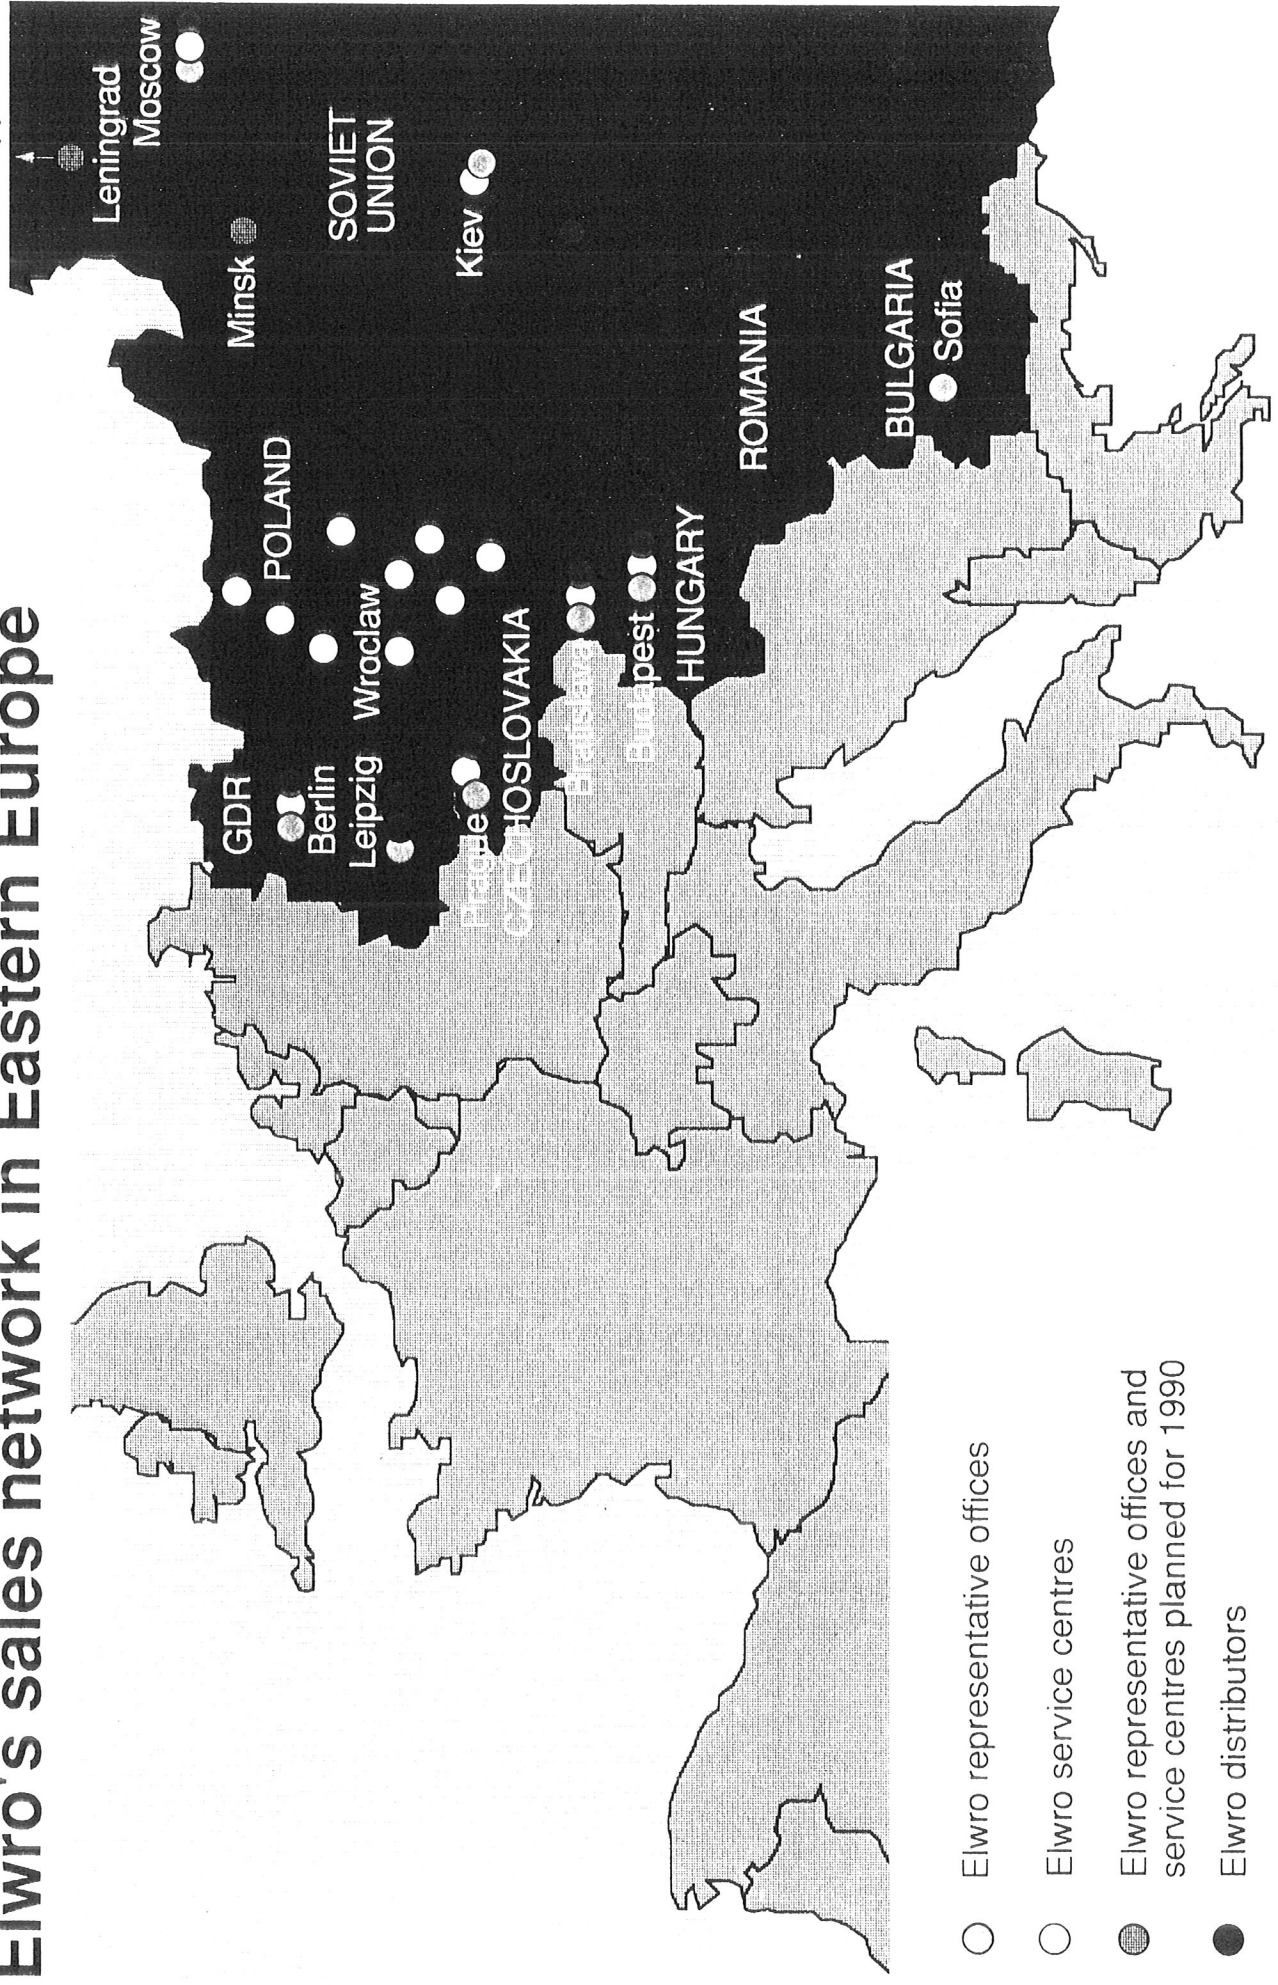 Elwro's sales network in Eastern Europe
Leningrad
Moscow
Minsk
SOVIET
UNION
Kiev
POLAND
GDR
Berlin
Leipzig
Wroclaw
Prague
CZECHOSLOVAKIA
Bratislava
Budapest
HUNGARY
ROMANIA
BULGARIA
Sofia
Elwro representative offices
Elwro service centres
Elwro representative offices and
service centres planned for 1990
Elwro distributors